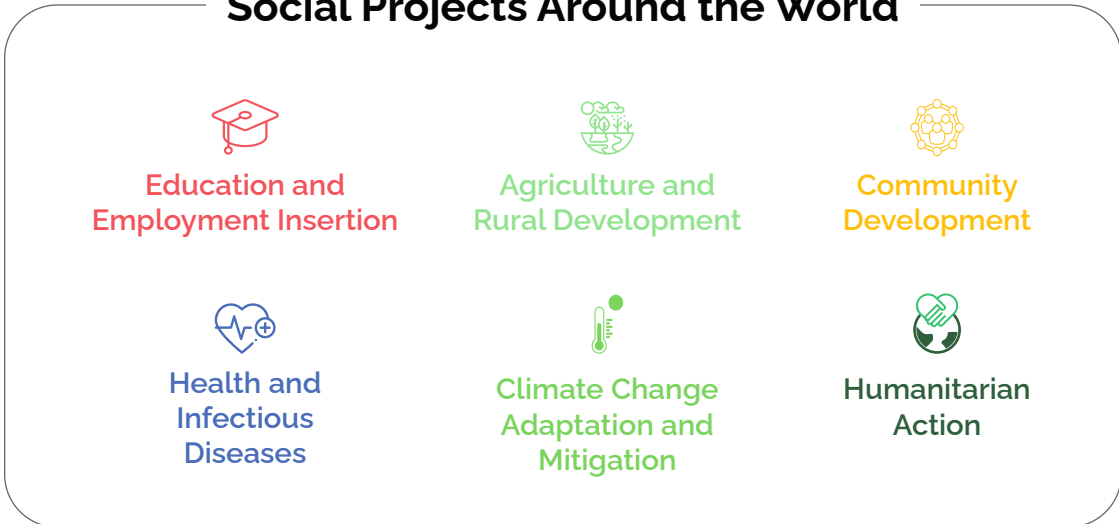 Social Projects Around the World
Education and
Employment Insertion
Agriculture and
Rural Development
Community
Development
Health and
Infectious
Diseases
Climate Change
Adaptation and
Mitigation
Humanitarian
Action